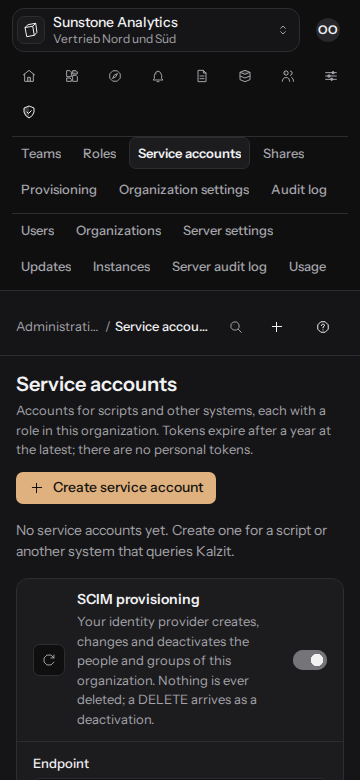 Sunstone Analytics
Vertrieb Nord und Süd
OO
Teams Roles Service accounts Shares
Provisioning Organization settings Audit log
Users Organizations Server settings
Updates Instances Server audit log Usage
Administrati... / Service accou...
Service accounts
Accounts for scripts and other systems, each with a
role in this organization. Tokens expire after a year at
the latest; there are no personal tokens.
Create service account
No service accounts yet. Create one for a script or
another system that queries Kalzit.
SCIM provisioning
Your identity provider creates,
changes and deactivates the
people and groups of this
organization. Nothing is ever
deleted; a DELETE arrives as a
deactivation.
Endpoint